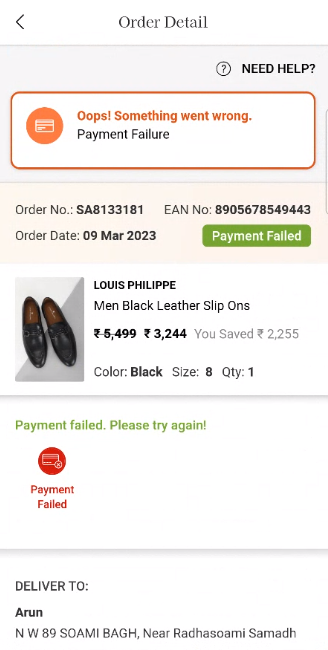 Order Detail
NEED HELP?
Oops! Something went wrong.
Payment Failure
Order No.: SA8133181 EAN No: 8905678549443
Order Date: 09 Mar 2023 Payment Failed
LOUIS PHILIPPE
Men Black Leather Slip Ons
₹ 5,499 ₹ 3,244 You Saved ₹ 2,255
Color: Black Size: 8 Qty: 1
Payment failed. Please try again!
Payment
Failed
DELIVER TO:
Arun
N W 89 SOAMI BAGH, Near Radhasoami Samadh